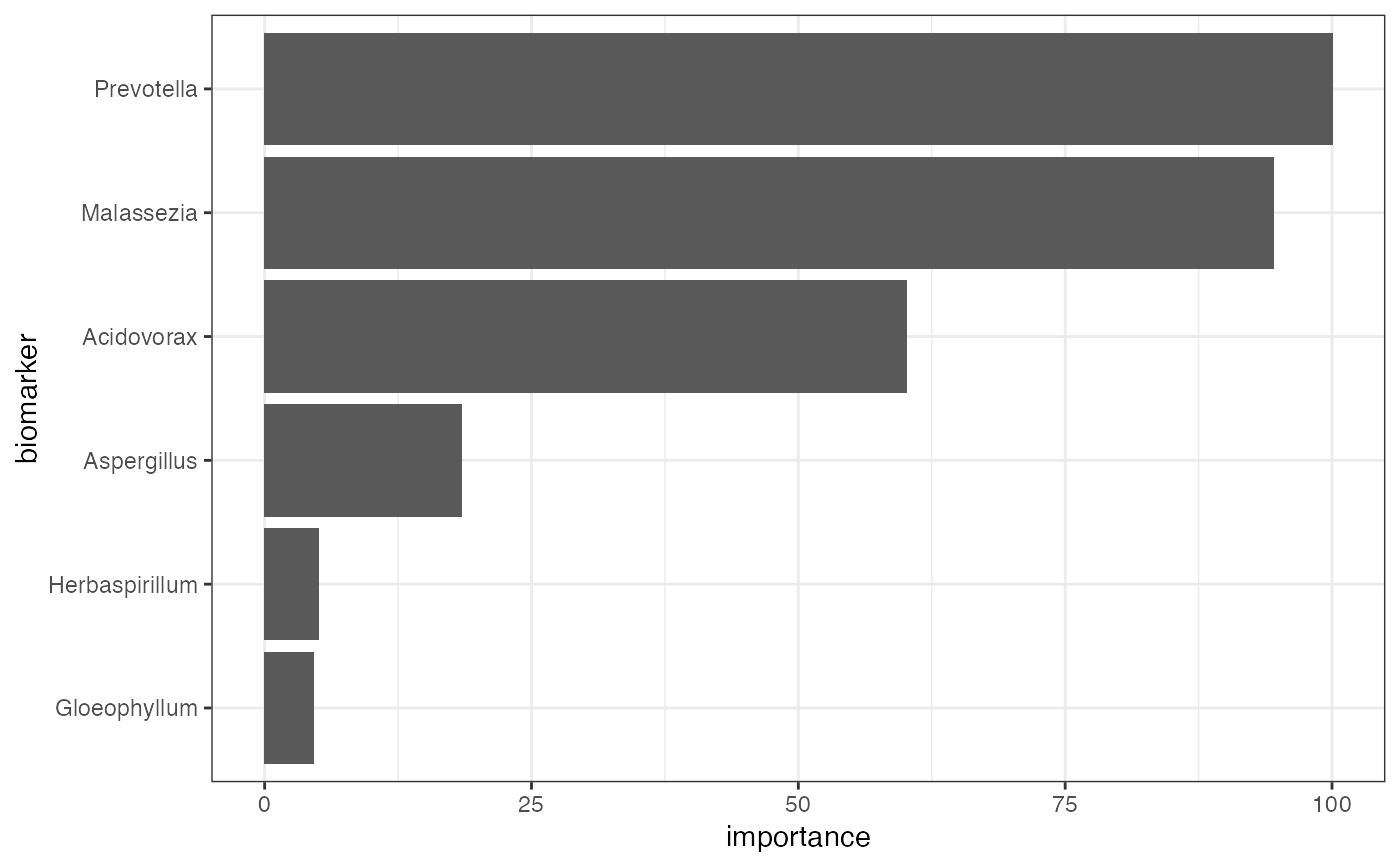 Prevotella
Malassezia
Acidovorax
Aspergillus
Herbaspirillum
Gloeophyllum
biomarker
0 25 50 75 100
importance